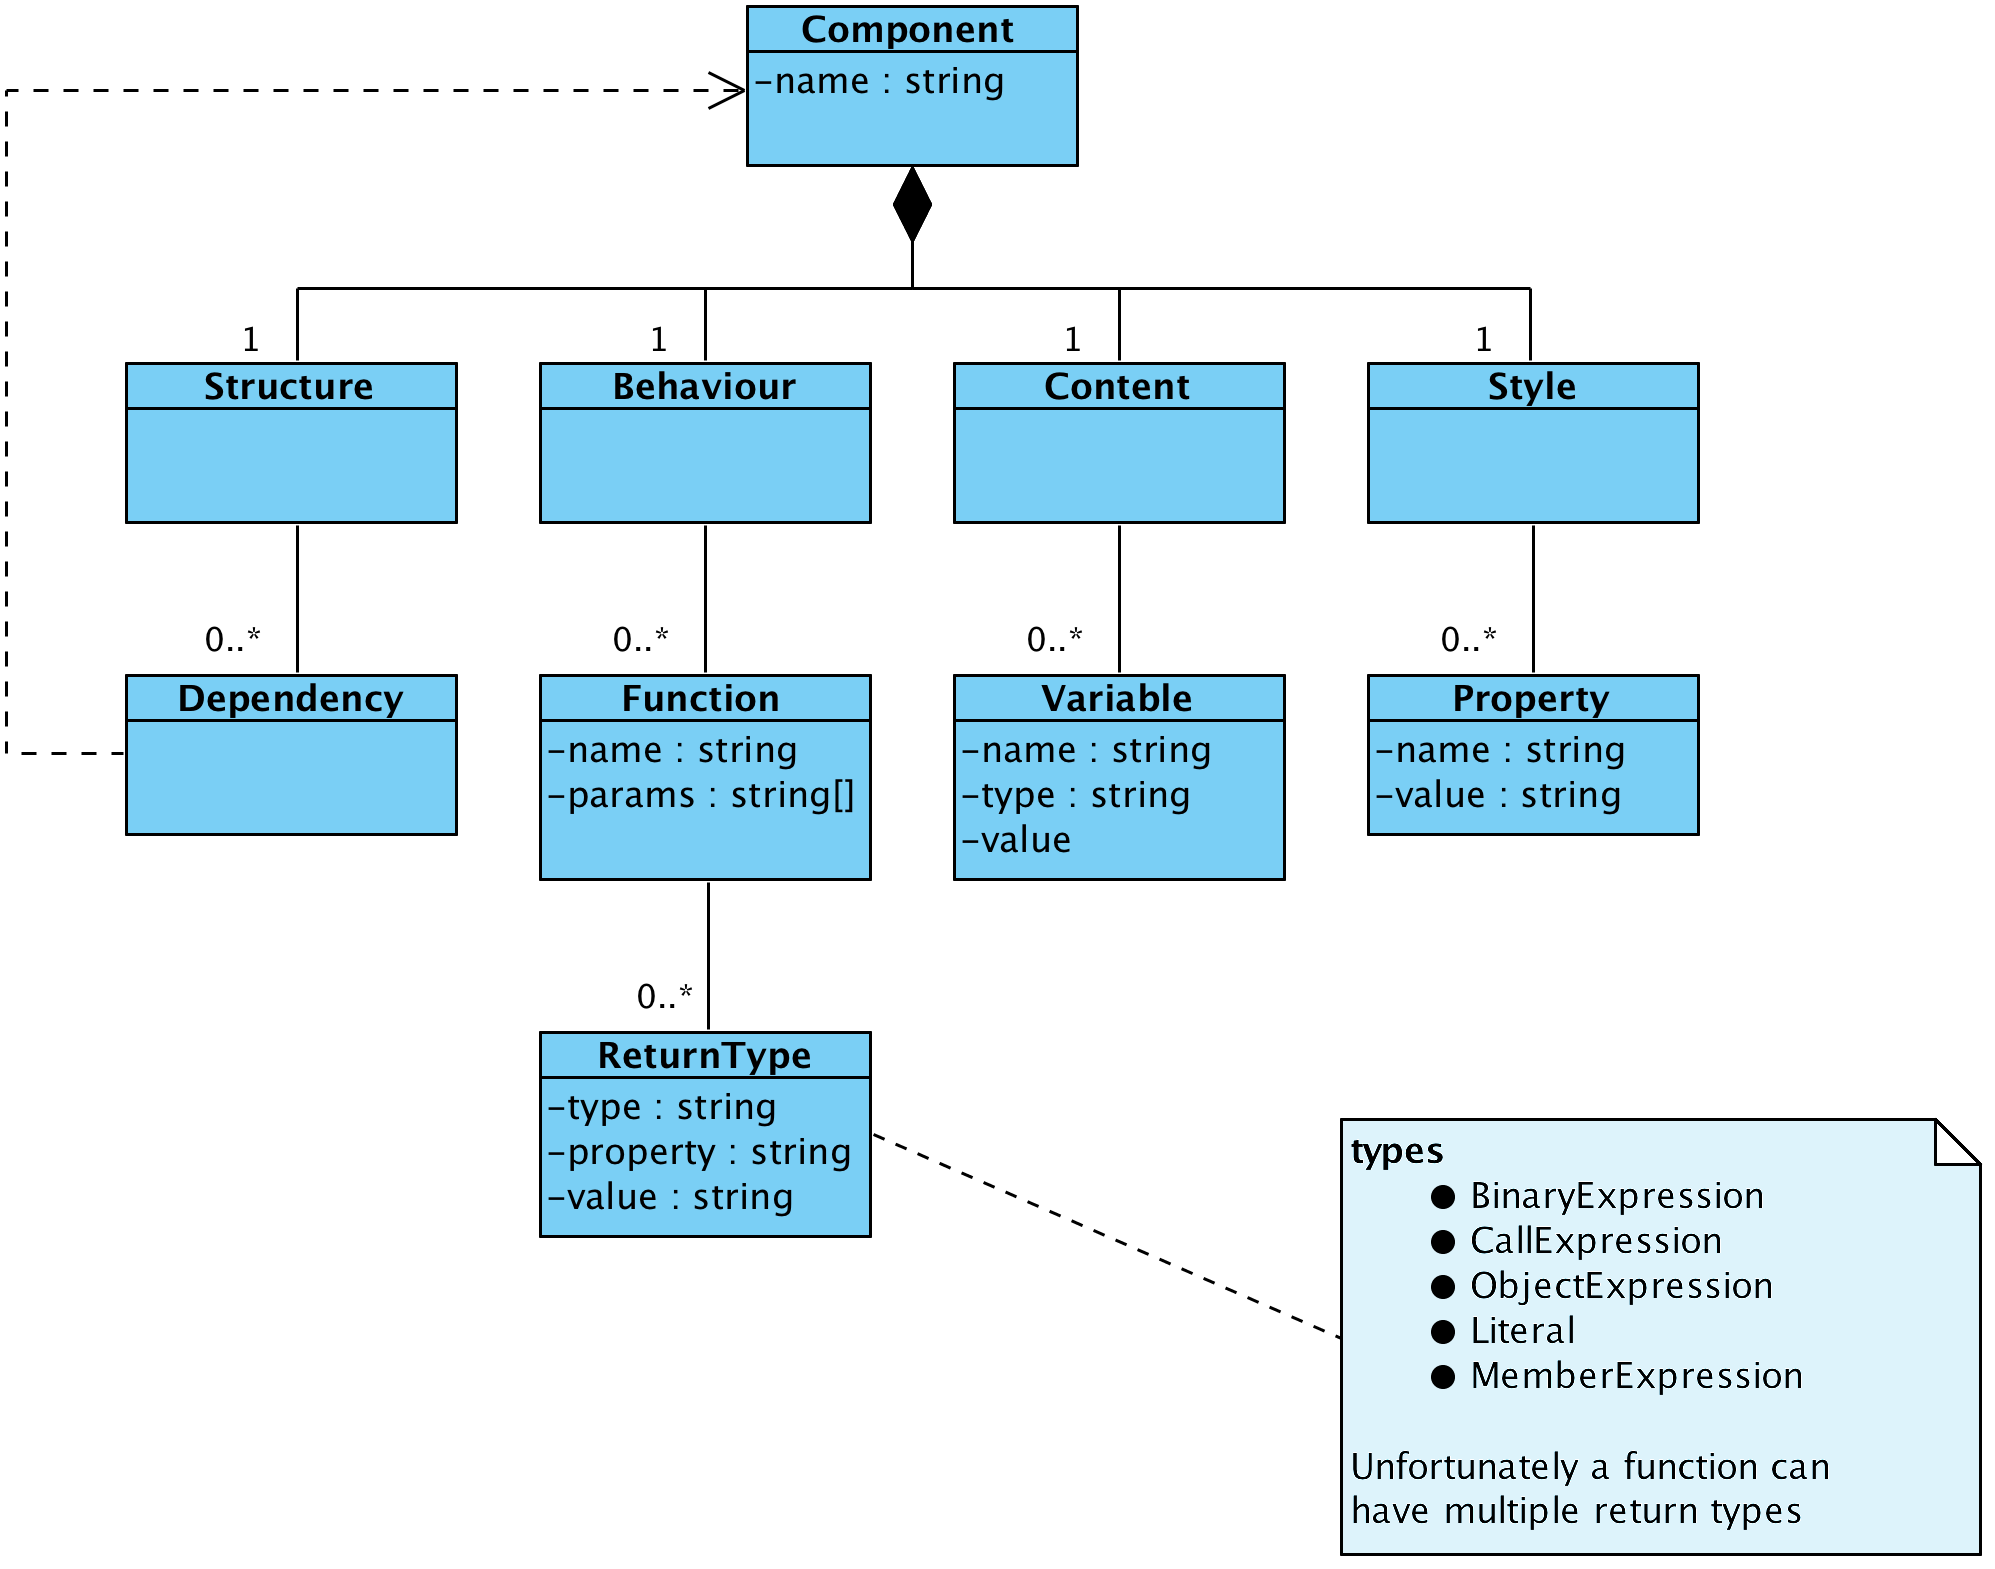 Component
-name : string
1
1
1
1
Structure
Behaviour
Content
Style
0..*
0..*
0..*
0..*
Dependency
Function
-name : string
-params : string[]
Variable
-name : string
-type : string
-value
Property
-name : string
-value : string
0..*
ReturnType
-type : string
-property : string
-value : string
types
● BinaryExpression
● CallExpression
● ObjectExpression
● Literal
● MemberExpression
Unfortunately a function can
have multiple return types